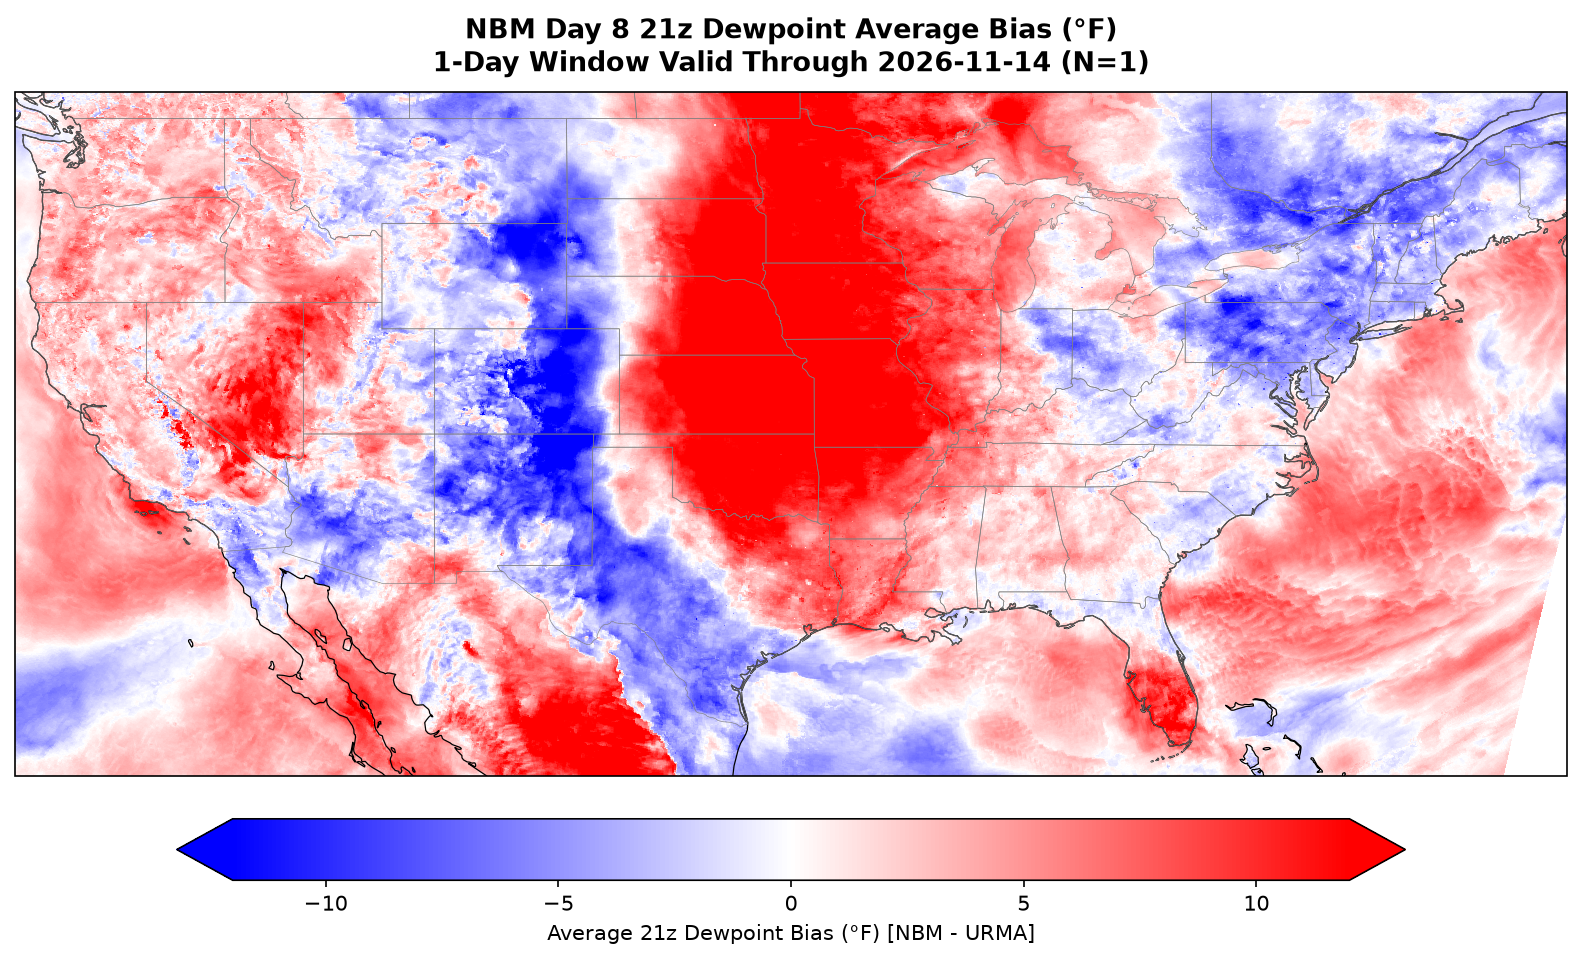 NBM Day 8 21z Dewpoint Average Bias (°F)
1-Day Window Valid Through 2026-11-14 (N=1)
−10 −5 0 5 10
Average 21z Dewpoint Bias (°F) [NBM - URMA]